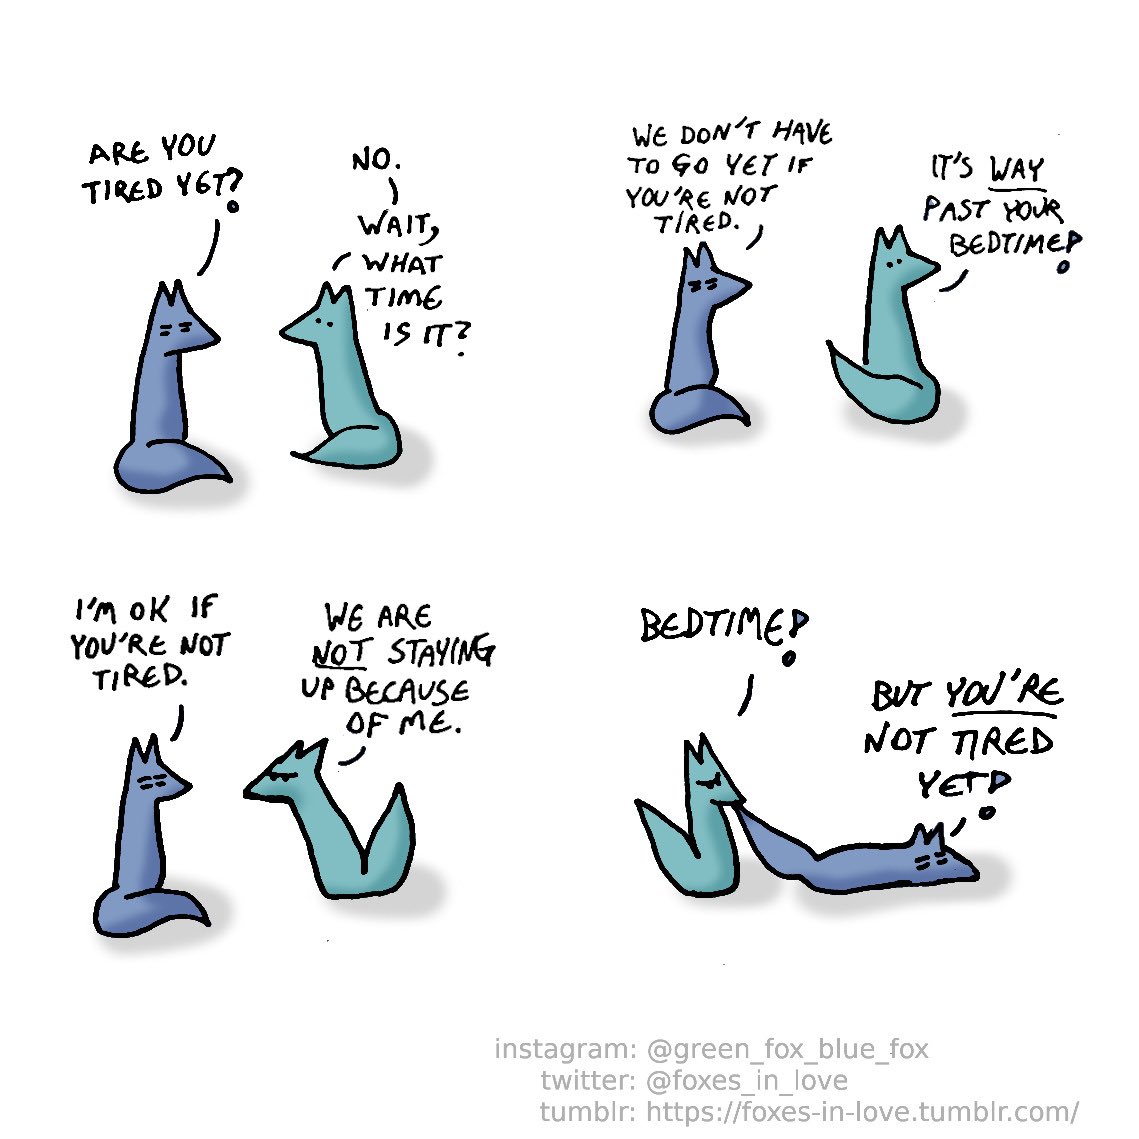 ARE YOU
TIRED YET?
NO.
WAIT,
WHAT
TIME
IS IT?
WE DON'T HAVE
TO GO YET IF
YOU'RE NOT
TIRED.
IT'S WAY
PAST YOUR
BEDTIME!
I'M OK IF
YOU'RE NOT
TIRED.
WE ARE
NOT STAYING
UP BECAUSE
OF ME.
BEDTIME!
BUT YOU'RE
NOT TIRED
YET!
instagram: @green_fox_blue_fox
twitter: @foxes_in_love
tumblr: https://foxes-in-love.tumblr.com/